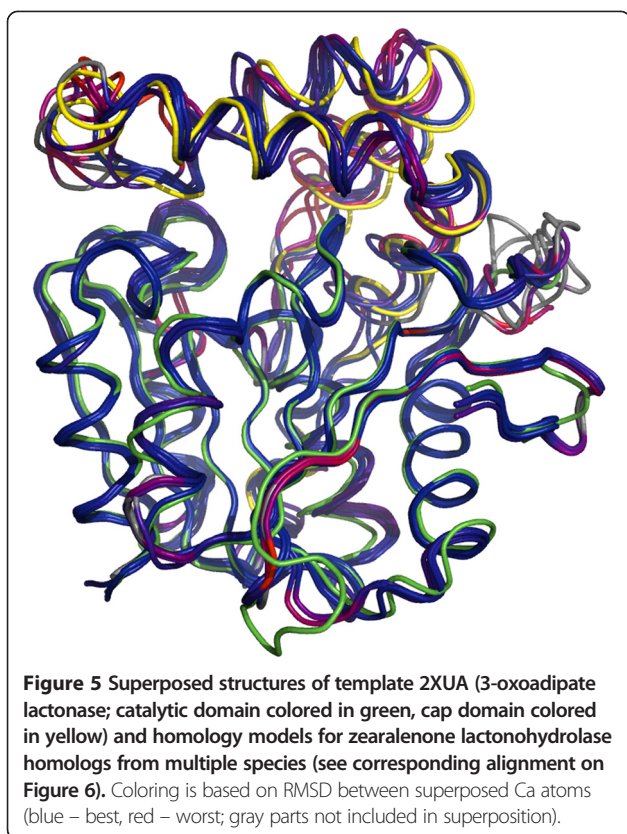 Figure 5 Superposed structures of template 2XUA (3-oxoadipate
lactonase; catalytic domain colored in green, cap domain colored
in yellow) and homology models for zearalenone lactonohydrolase
homologs from multiple species (see corresponding alignment on
Figure 6). Coloring is based on RMSD between superposed Ca atoms
(blue – best, red – worst; gray parts not included in superposition).